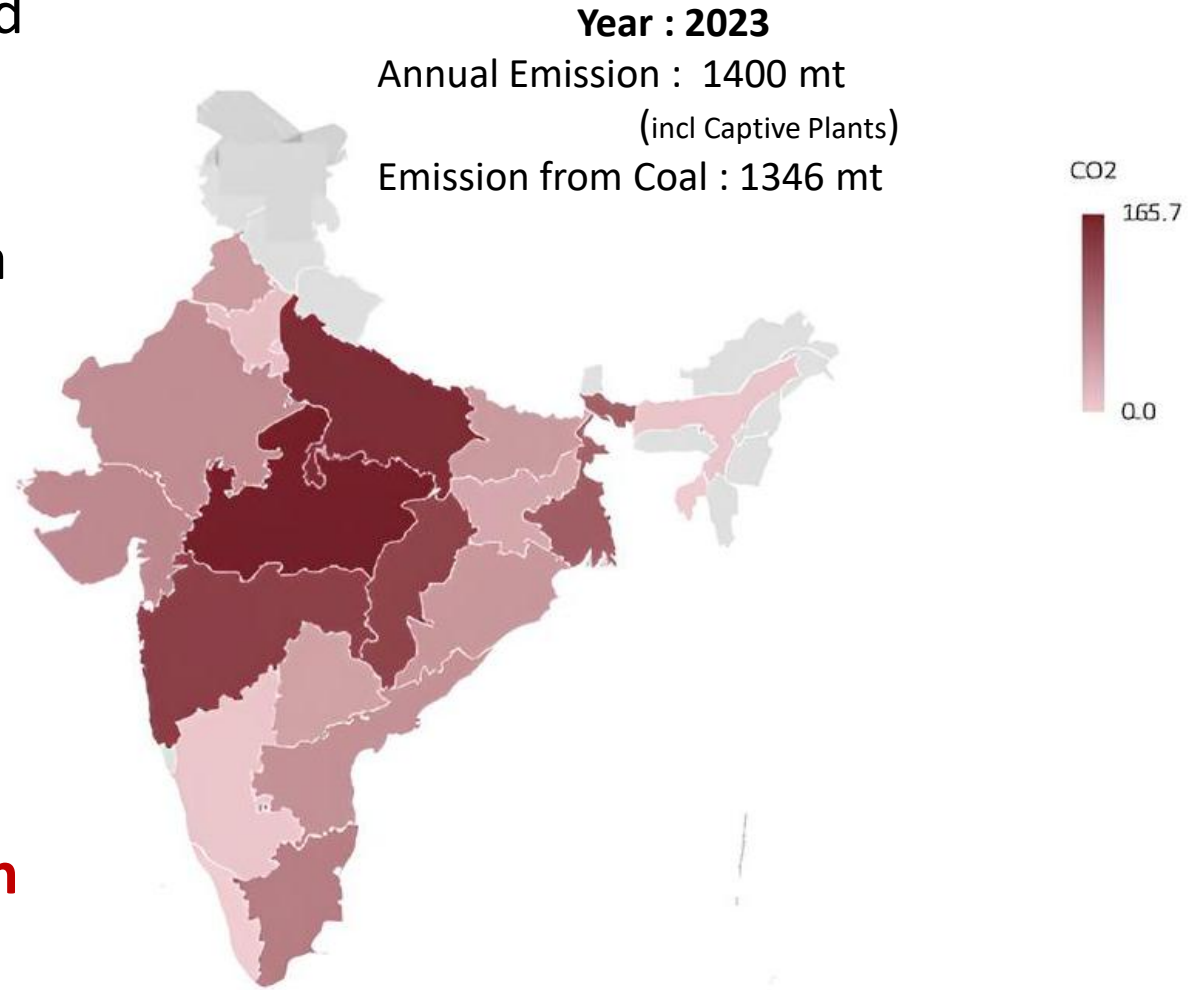 d
Year : 2023
Annual Emission : 1400 mt
(incl Captive Plants)
Emission from Coal : 1346 mt
CO2
165.7
n
0.0
n